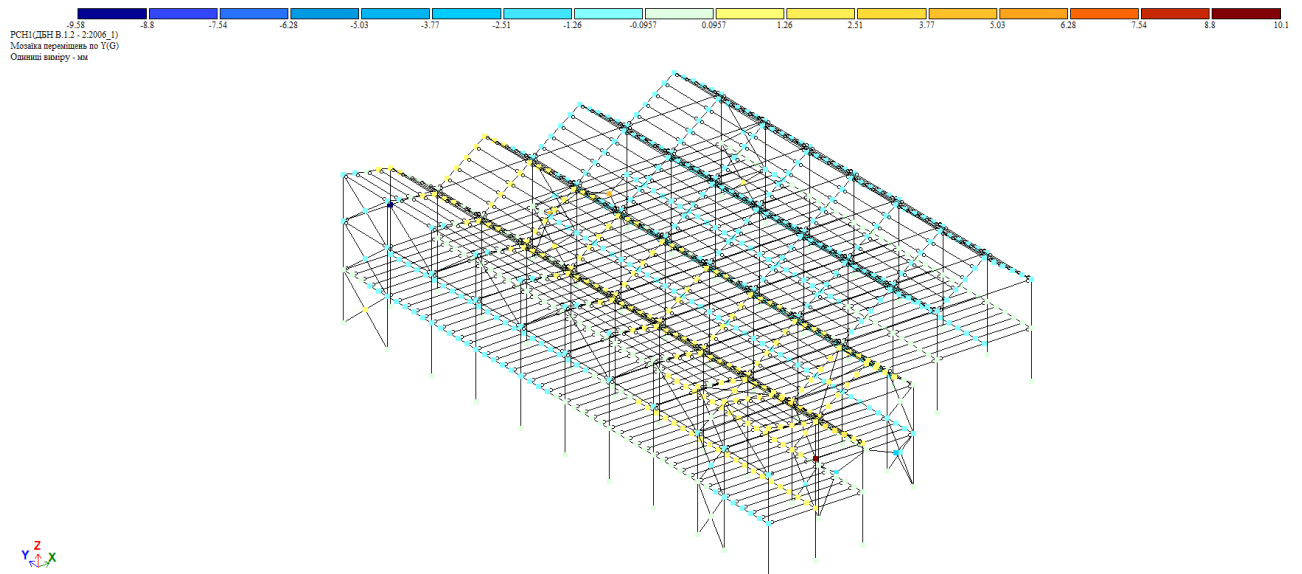 -9.58 -8.8 -7.54 -6.28 -5.03 -3.77 -2.51 -1.26 -0.0957 0.0957 1.26 2.51 3.77 5.03 6.28 7.54 8.8 10.1
РСН1(ДБН В.1.2 - 2:2006_1)
Мозаїка переміщень по Y(G)
Одиниці виміру - мм
Z
Y X